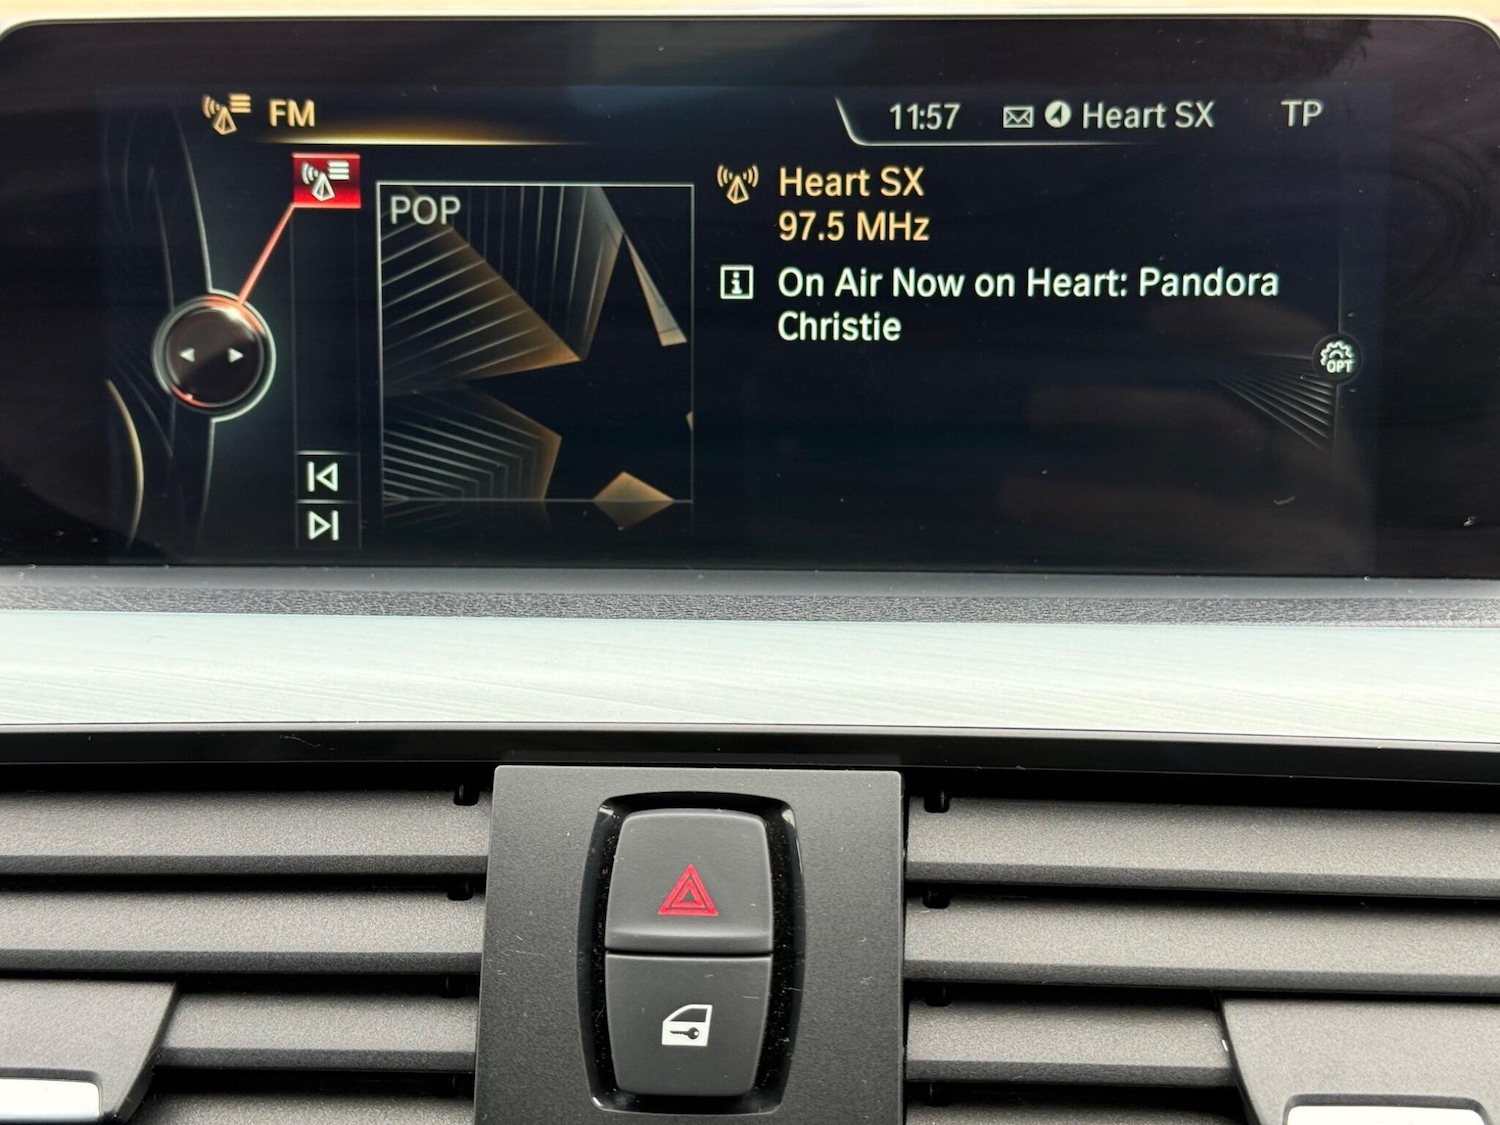 FM
11:57 Heart SX TP
POP
Heart SX
97.5 MHz
On Air Now on Heart: Pandora
Christie
OPT